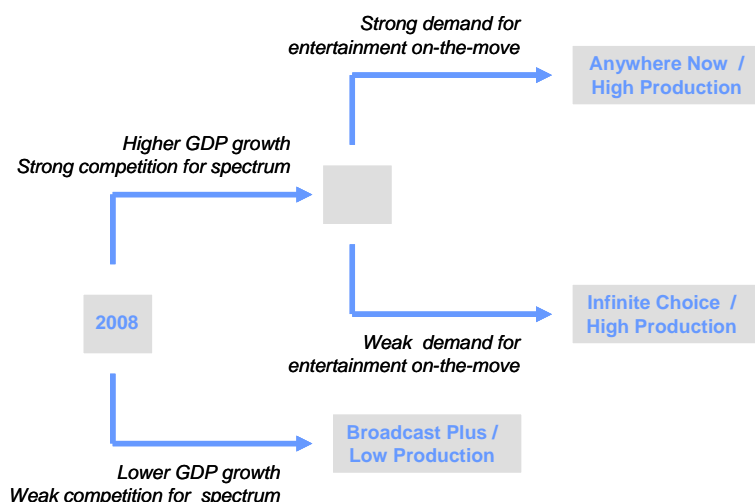 Strong demand for
entertainment on-the-move
Anywhere Now /
High Production
Higher GDP growth
Strong competition for spectrum
2008
Infinite Choice /
High Production
Weak demand for
entertainment on-the-move
Broadcast Plus /
Low Production
Lower GDP growth
Weak competition for spectrum